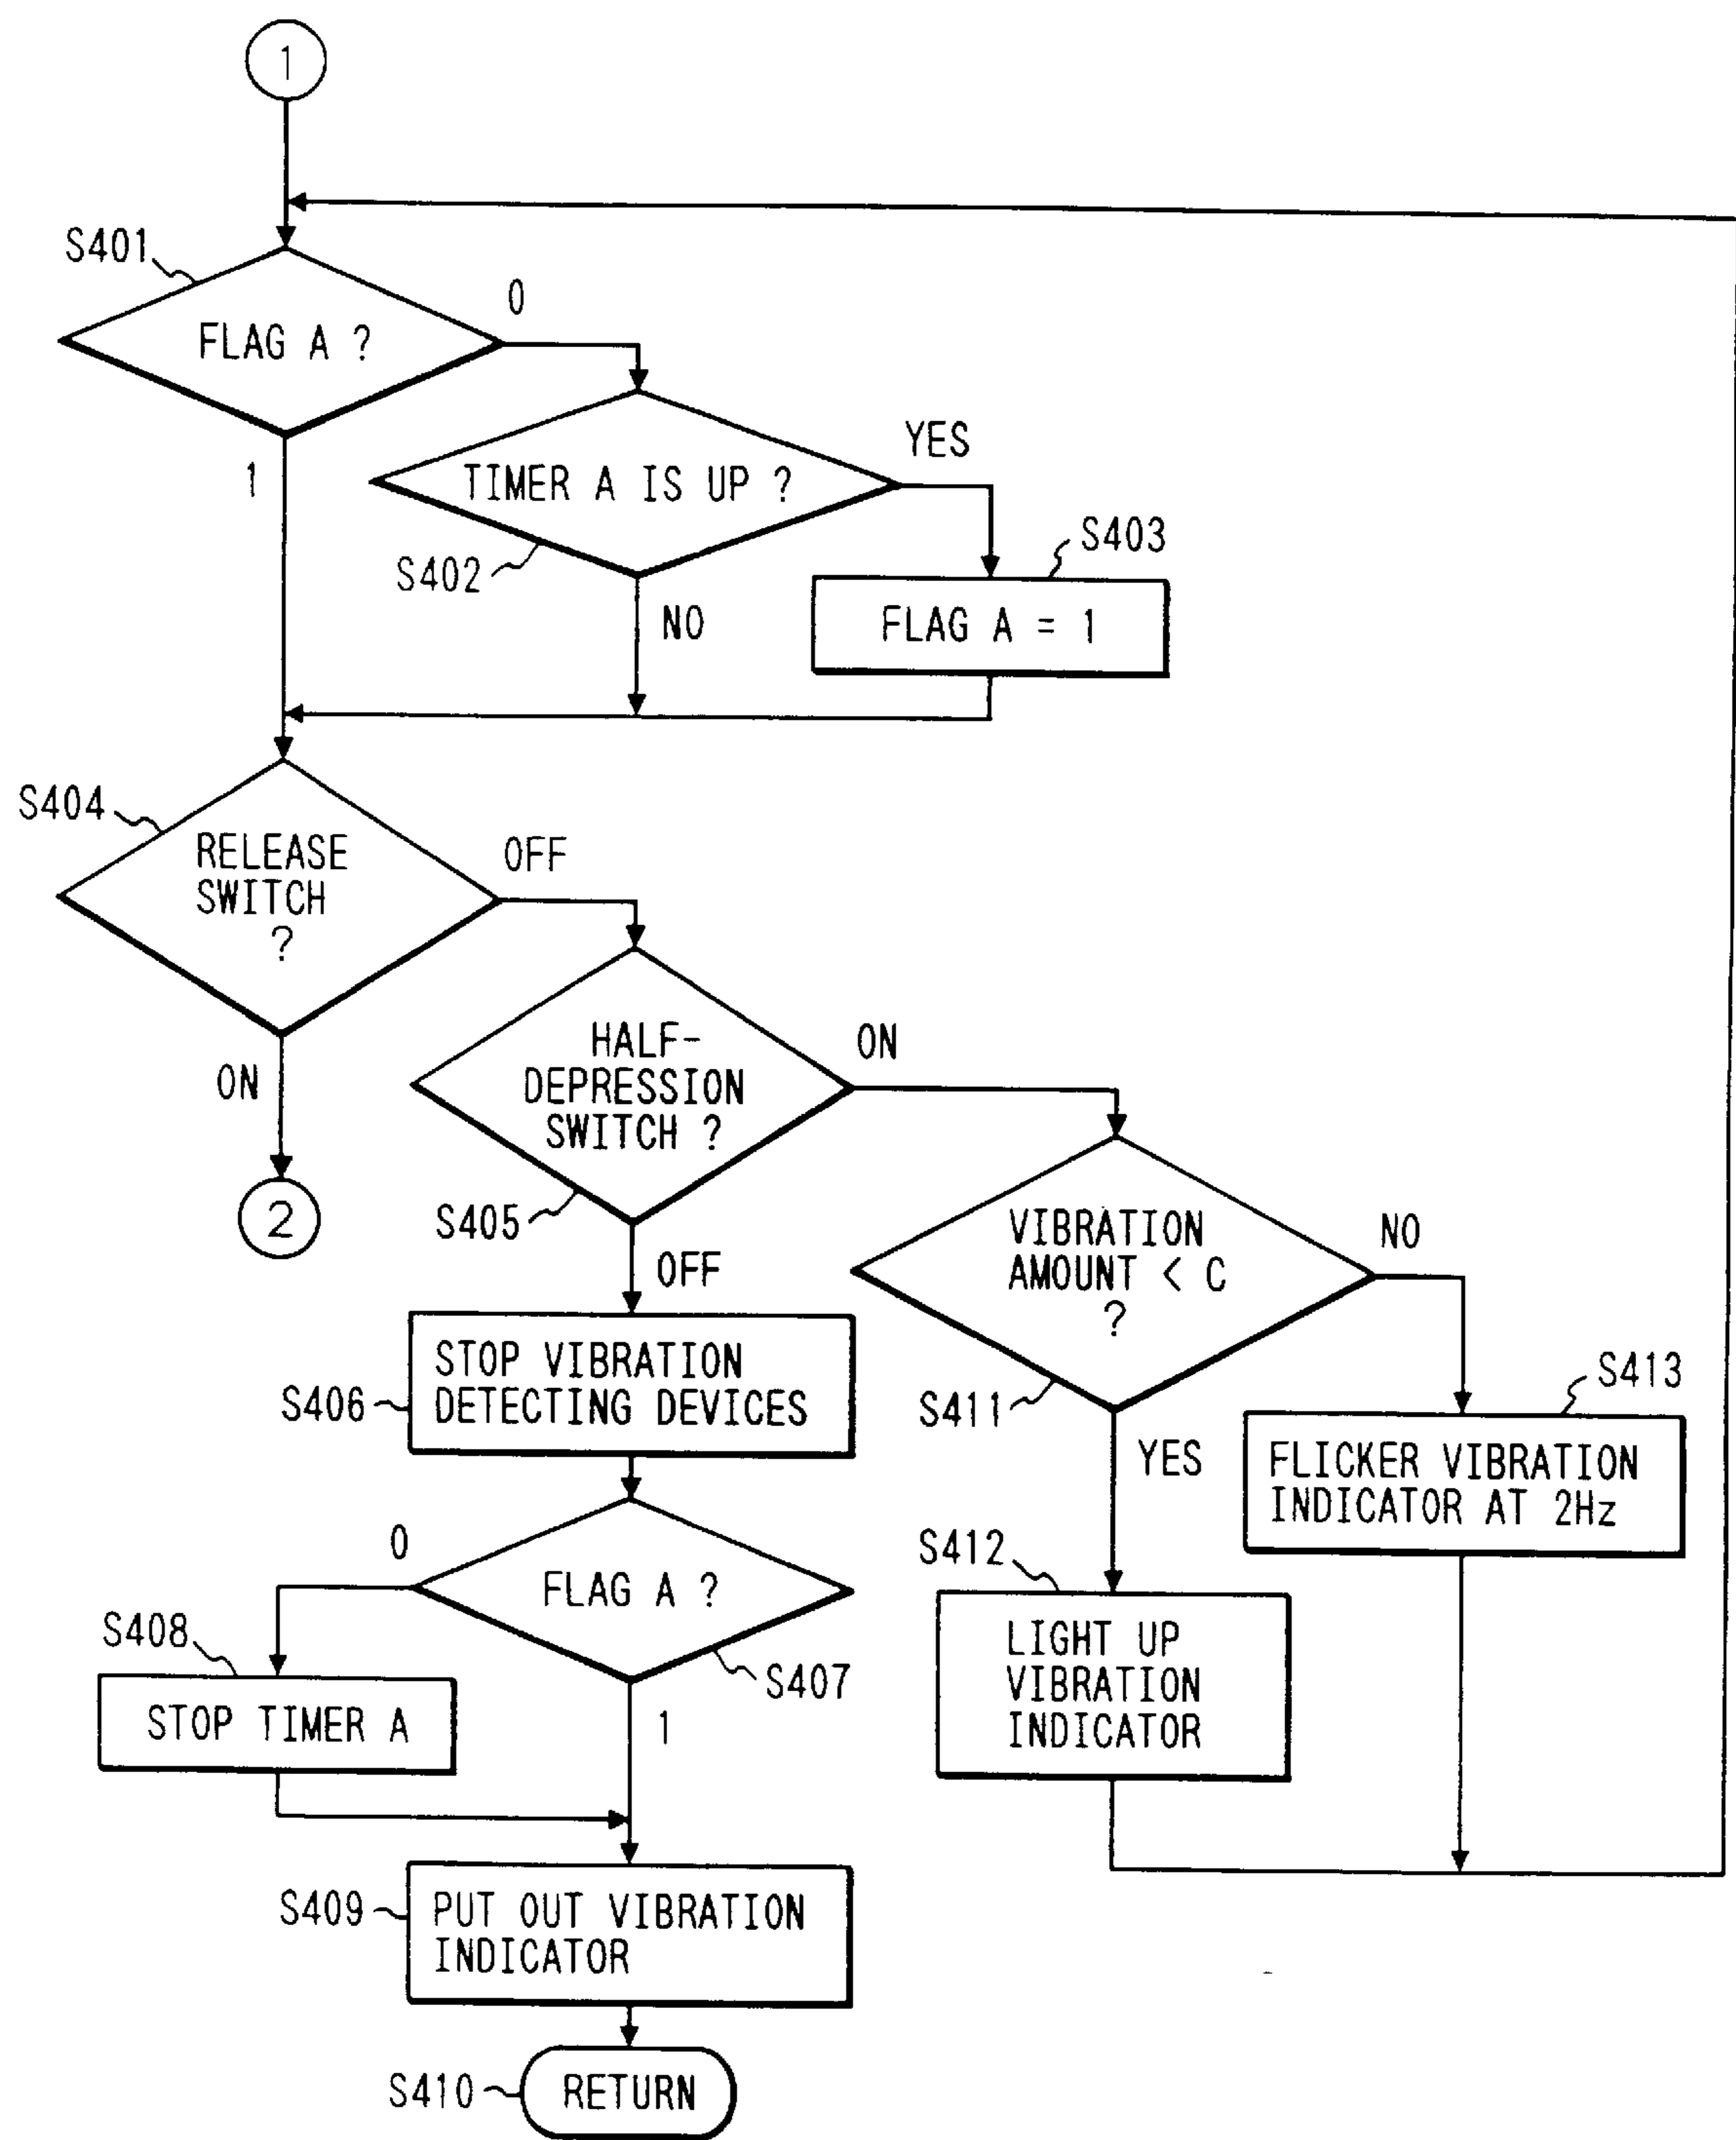 1
S401
FLAG A ?
0
1
TIMER A IS UP ?
YES
S402
NO
S403
FLAG A = 1
S404
RELEASE
SWITCH
?
OFF
ON
2
HALF-
DEPRESSION
SWITCH ?
ON
S405
OFF
VIBRATION
AMOUNT < C
?
NO
S411
YES
S406
STOP VIBRATION
DETECTING DEVICES
S413
FLICKER VIBRATION
INDICATOR AT 2Hz
S412
LIGHT UP
VIBRATION
INDICATOR
0
FLAG A ?
S407
1
S408
STOP TIMER A
S409
PUT OUT VIBRATION
INDICATOR
S410
RETURN